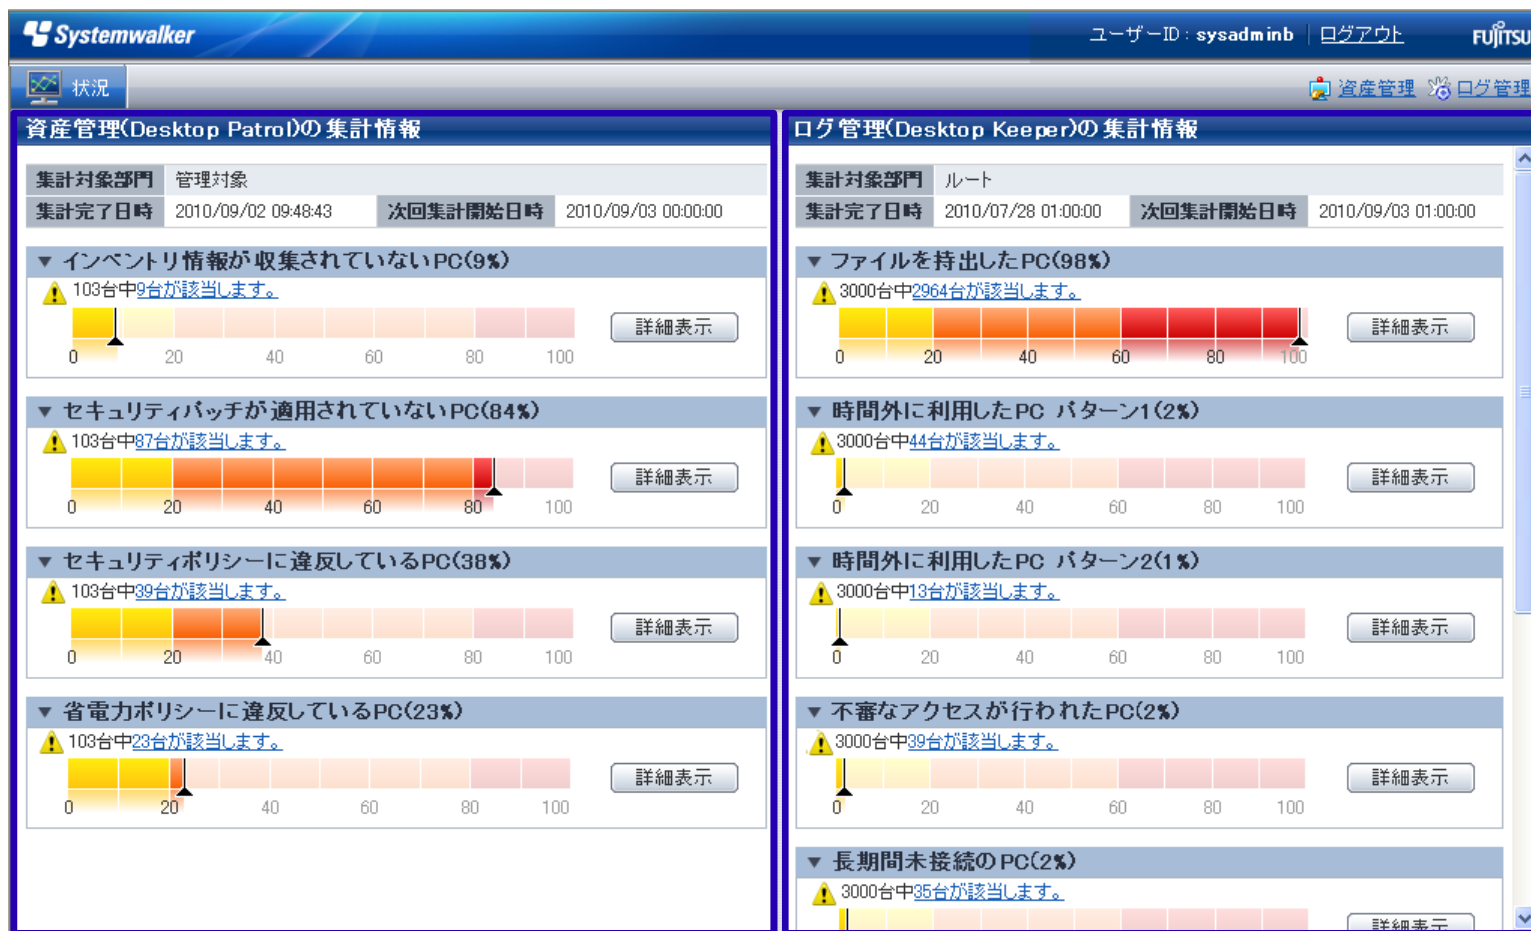 Systemwalker
ユーザーID : sysadminb ログアウト FUJITSU
状況 資産管理 ログ管理
資産管理(Desktop Patrol)の集計情報
集計対象部門 管理対象
集計完了日時 2010/09/02 09:48:43 次回集計開始日時 2010/09/03 00:00:00
▼ インベントリ情報が収集されていないPC(9%)
103台中9台が該当します。
詳細表示
0 20 40 60 80 100
▼ セキュリティパッチが適用されていないPC(84%)
103台中87台が該当します。
詳細表示
0 20 40 60 80 100
▼ セキュリティポリシーに違反しているPC(38%)
103台中39台が該当します。
詳細表示
0 20 40 60 80 100
▼ 省電力ポリシーに違反しているPC(23%)
103台中23台が該当します。
詳細表示
0 20 40 60 80 100
ログ管理(Desktop Keeper)の集計情報
集計対象部門 ルート
集計完了日時 2010/07/28 01:00:00 次回集計開始日時 2010/09/03 01:00:00
▼ ファイルを持出したPC(98%)
3000台中2964台が該当します。
詳細表示
0 20 40 60 80 100
▼ 時間外に利用したPC パターン1(2%)
3000台中44台が該当します。
詳細表示
0 20 40 60 80 100
▼ 時間外に利用したPC パターン2(1%)
3000台中13台が該当します。
詳細表示
0 20 40 60 80 100
▼ 不審なアクセスが行われたPC(2%)
3000台中39台が該当します。
詳細表示
0 20 40 60 80 100
▼ 長期間未接続のPC(2%)
3000台中35台が該当します。
詳細表示